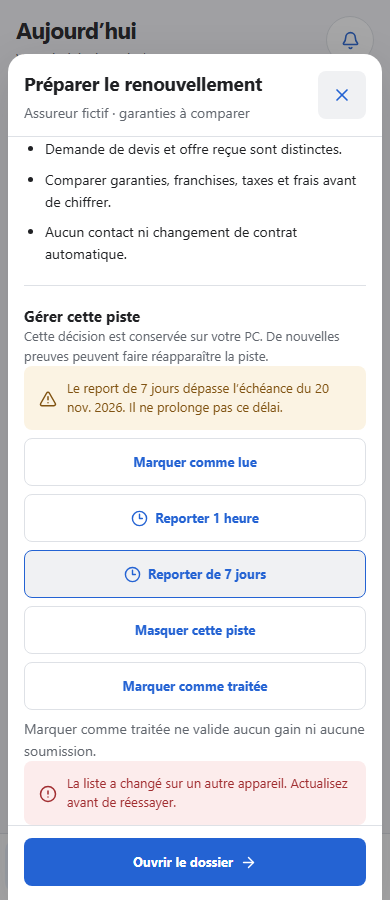 Aujourd’hui
Préparer le renouvellement
Assureur fictif · garanties à comparer
Demande de devis et offre reçue sont distinctes.
Comparer garanties, franchises, taxes et frais avant
de chiffrer.
Aucun contact ni changement de contrat
automatique.
Gérer cette piste
Cette décision est conservée sur votre PC. De nouvelles
preuves peuvent faire réapparaître la piste.
Le report de 7 jours dépasse l’échéance du 20
nov. 2026. Il ne prolonge pas ce délai.
Marquer comme lue
Reporter 1 heure
Reporter de 7 jours
Masquer cette piste
Marquer comme traitée
Marquer comme traitée ne valide aucun gain ni aucune
soumission.
La liste a changé sur un autre appareil. Actualisez
avant de réessayer.
Ouvrir le dossier